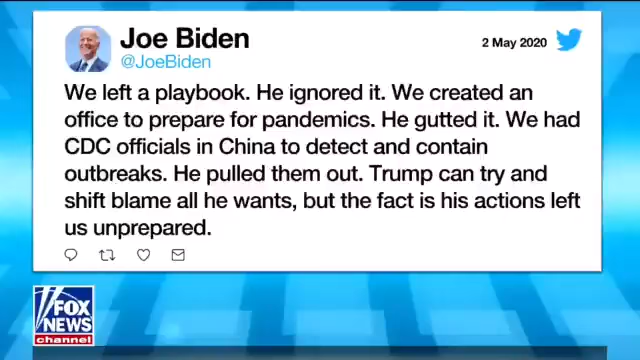 Joe Biden
@JoeBiden
2 May 2020
We left a playbook. He ignored it. We created an
office to prepare for pandemics. He gutted it. We had
CDC officials in China to detect and contain
outbreaks. He pulled them out. Trump can try and
shift blame all he wants, but the fact is his actions left
us unprepared.
FOX
NEWS
channel